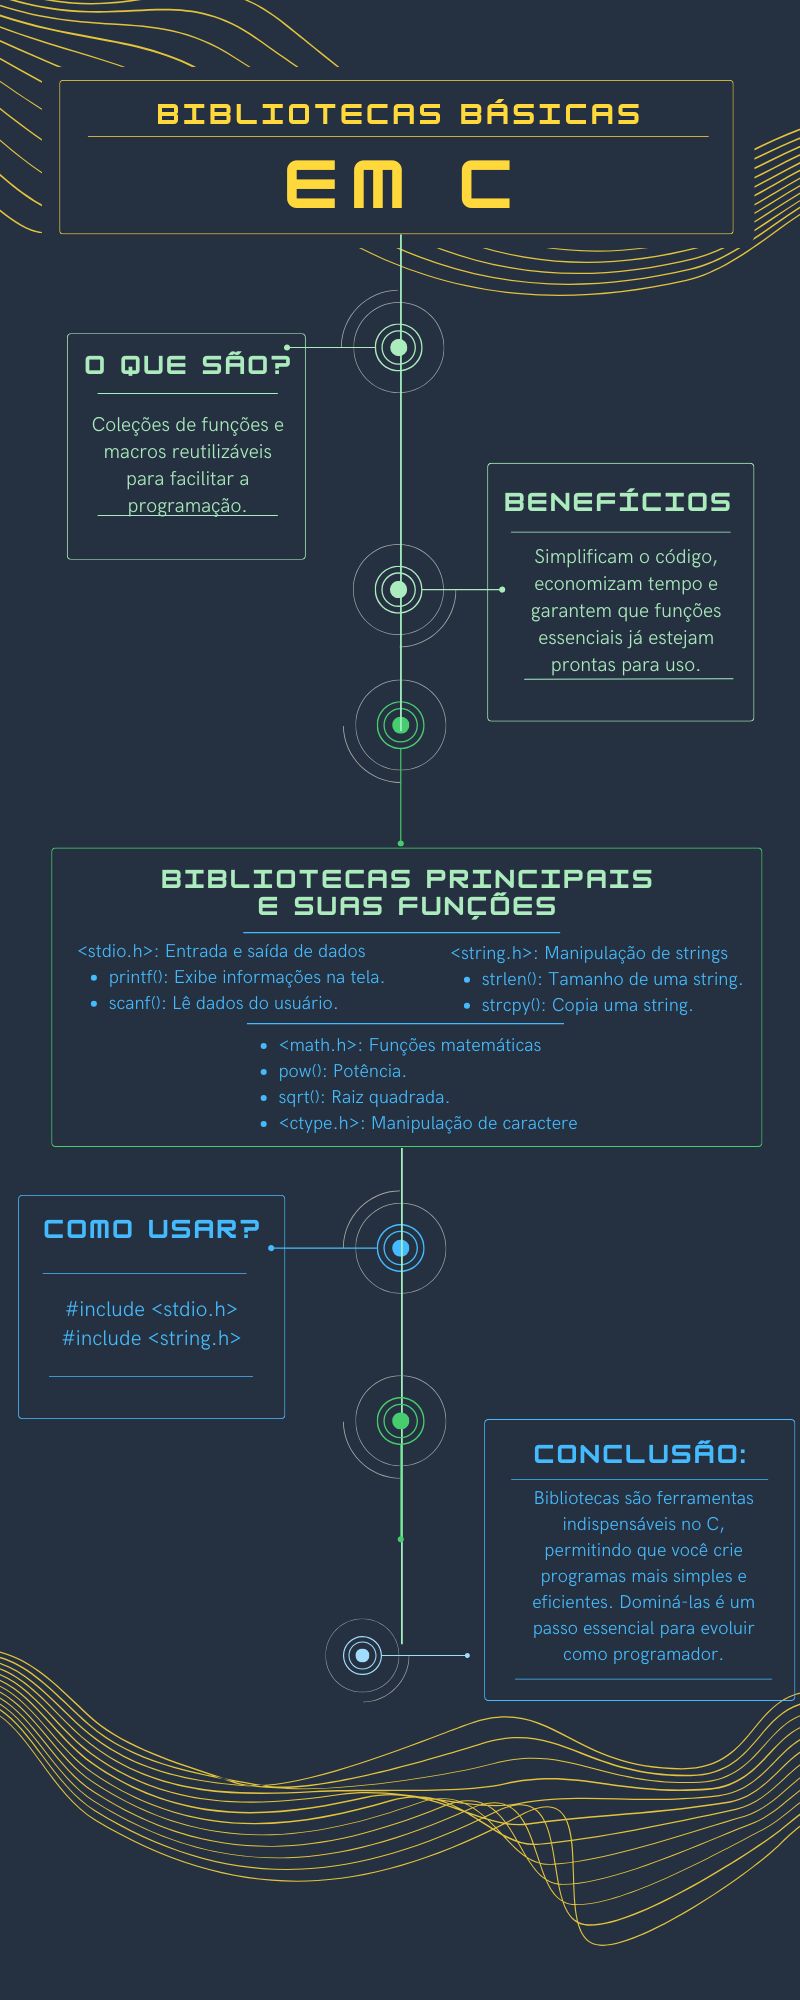 BIBLIOTECAS BÁSICAS
EM C
O QUE SÃO?
Coleções de funções e
macros reutilizáveis
para facilitar a
programação.
BENEFÍCIOS
Simplificam o código,
economizam tempo e
garantem que funções
essenciais já estejam
prontas para uso.
BIBLIOTECAS PRINCIPAIS
E SUAS FUNÇÕES
<stdio.h>: Entrada e saída de dados
• printf(): Exibe informações na tela.
• scanf(): Lê dados do usuário.
<string.h>: Manipulação de strings
• strlen(): Tamanho de uma string.
• strcpy(): Copia uma string.
• <math.h>: Funções matemáticas
• pow(): Potência.
• sqrt(): Raiz quadrada.
• <ctype.h>: Manipulação de caractere
COMO USAR?
#include <stdio.h>
#include <string.h>
CONCLUSÃO:
Bibliotecas são ferramentas
indispensáveis no C,
permitindo que você crie
programas mais simples e
eficientes. Dominá-las é um
passo essencial para evoluir
como programador.